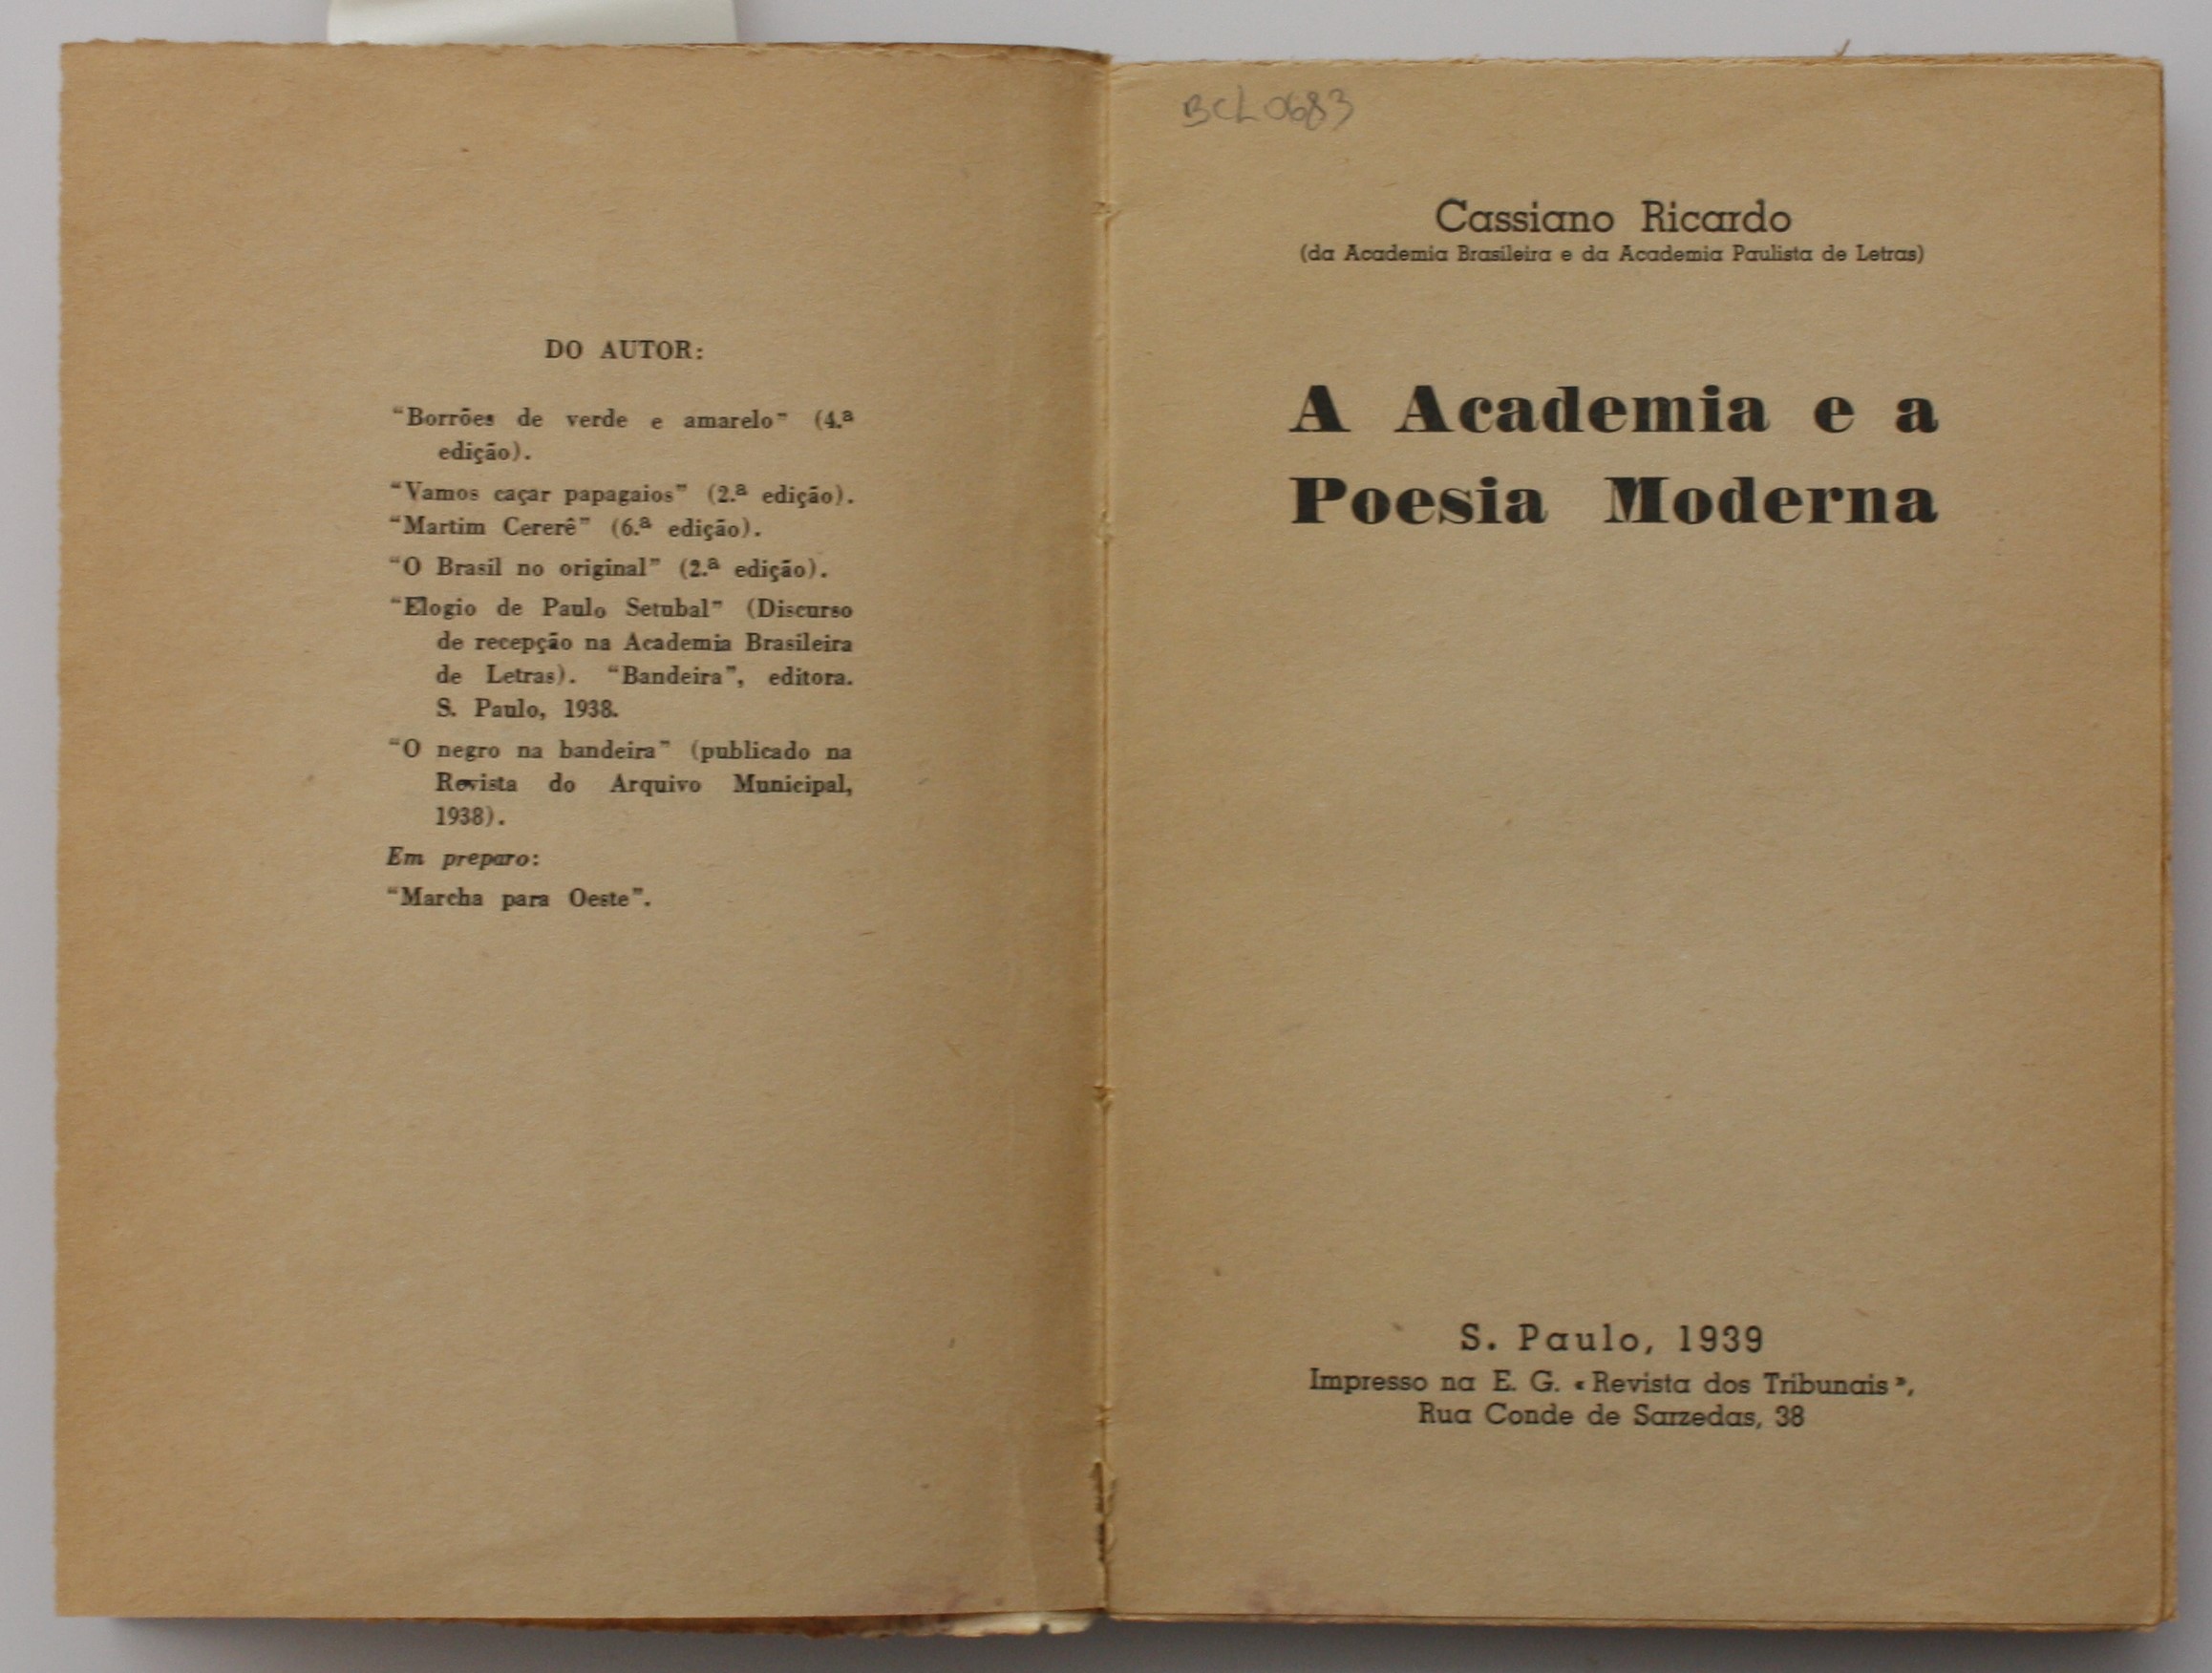 DO AUTOR:
“Borrões de verde e amarelo” (4.ª
edição).
“Vamos caçar papagaios” (2.ª edição).
“Martim Cererê” (6.ª edição).
“O Brasil no original” (2.ª edição).
“Elogio de Paulo Setubal” (Discurso
de recepção na Academia Brasileira
de Letras). “Bandeira”, editora.
S. Paulo, 1938.
“O negro na bandeira” (publicado na
Revista do Arquivo Municipal,
1938).
Em preparo:
“Marcha para Oeste”.
BCL0683
Cassiano Ricardo
(da Academia Brasileira e da Academia Paulista de Letras)
A Academia e a
Poesia Moderna
S. Paulo, 1939
Impresso na E. G. «Revista dos Tribunais»,
Rua Conde de Sarzedas, 38